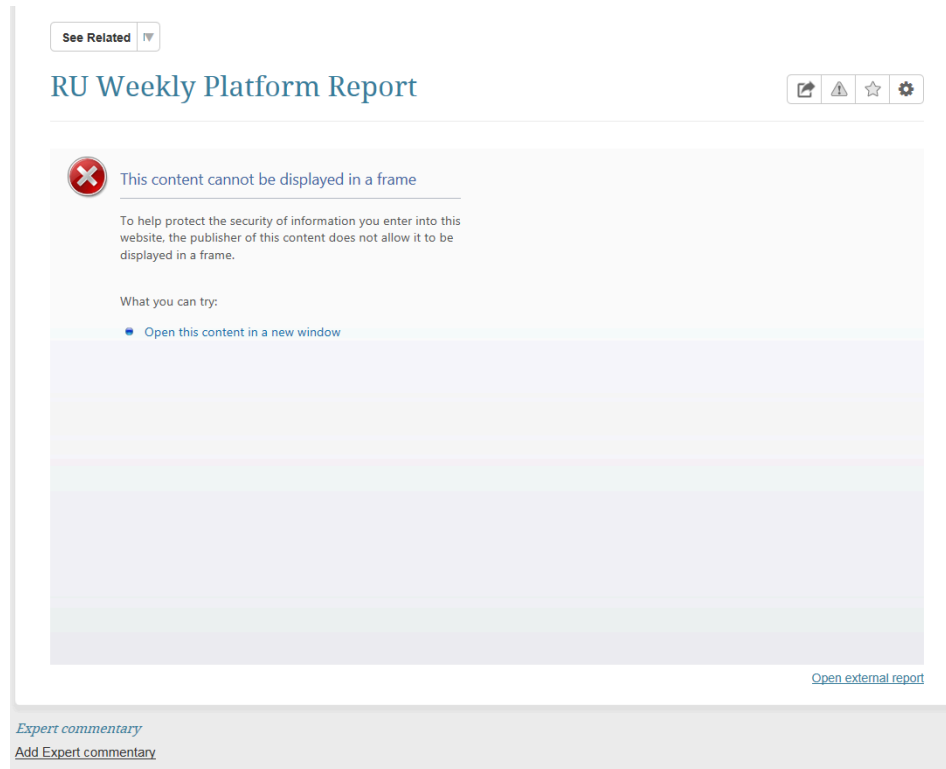 See Related
RU Weekly Platform Report
This content cannot be displayed in a frame
To help protect the security of information you enter into this
website, the publisher of this content does not allow it to be
displayed in a frame.
What you can try:
Open this content in a new window
Open external report
Expert commentary
Add Expert commentary